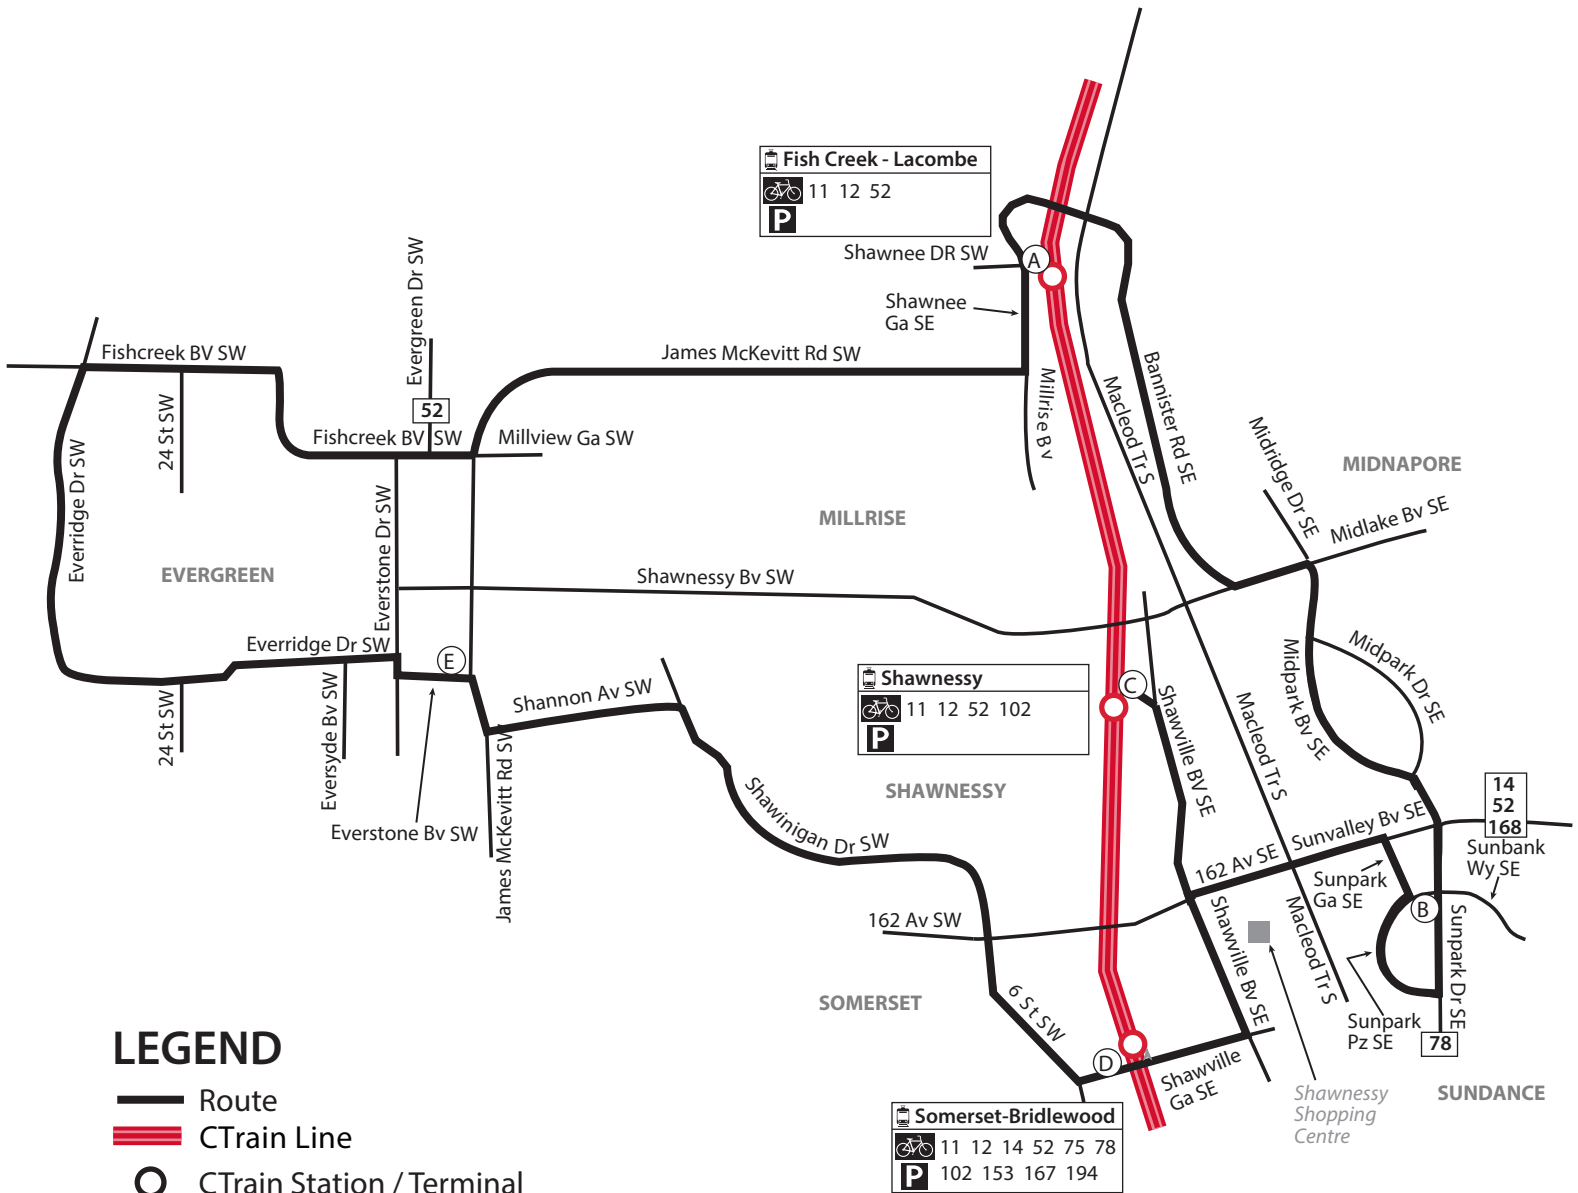 Fish Creek - Lacombe
11 12 52
P
Shawnee DR SW
A
Shawnee
Ga SE
Evergreen Dr SW
Fishcreek BV SW
James McKevitt Rd SW
52
24 St SW
Fishcreek BV SW
Millview Ga SW
Millrise Bv
Macleod Tr S
Bannister Rd SE
Midridge Dr SE
MIDNAPORE
Midlake Bv SE
Everridge Dr SW
Everstone Dr SW
MILLRISE
EVERGREEN
Shawnessy Bv SW
Everridge Dr SW
E
Midpark Bv SE
Midpark Dr SE
Shawnessy
11 12 52 102
P
C
Shawville BV SE
Macleod Tr S
Shannon Av SW
24 St SW
Eversyde Bv SW
James McKevitt Rd SW
Everstone Bv SW
SHAWNESSY
Shawinigan Dr SW
14
52
168
Sunvalley Bv SE
162 Av SE
Sunbank
Wy SE
Sunpark
Ga SE
B
162 Av SW
Shawville Bv SE
Macleod Tr S
Sunpark Dr SE
SOMERSET
6 St SW
Sunpark
Pz SE
78
D
Shawville
Ga SE
Shawnessy
Shopping
Centre
SUNDANCE
Somerset-Bridlewood
11 12 14 52 75 78
P
102 153 167 194
LEGEND
Route
CTrain Line
CTrain Station / Terminal